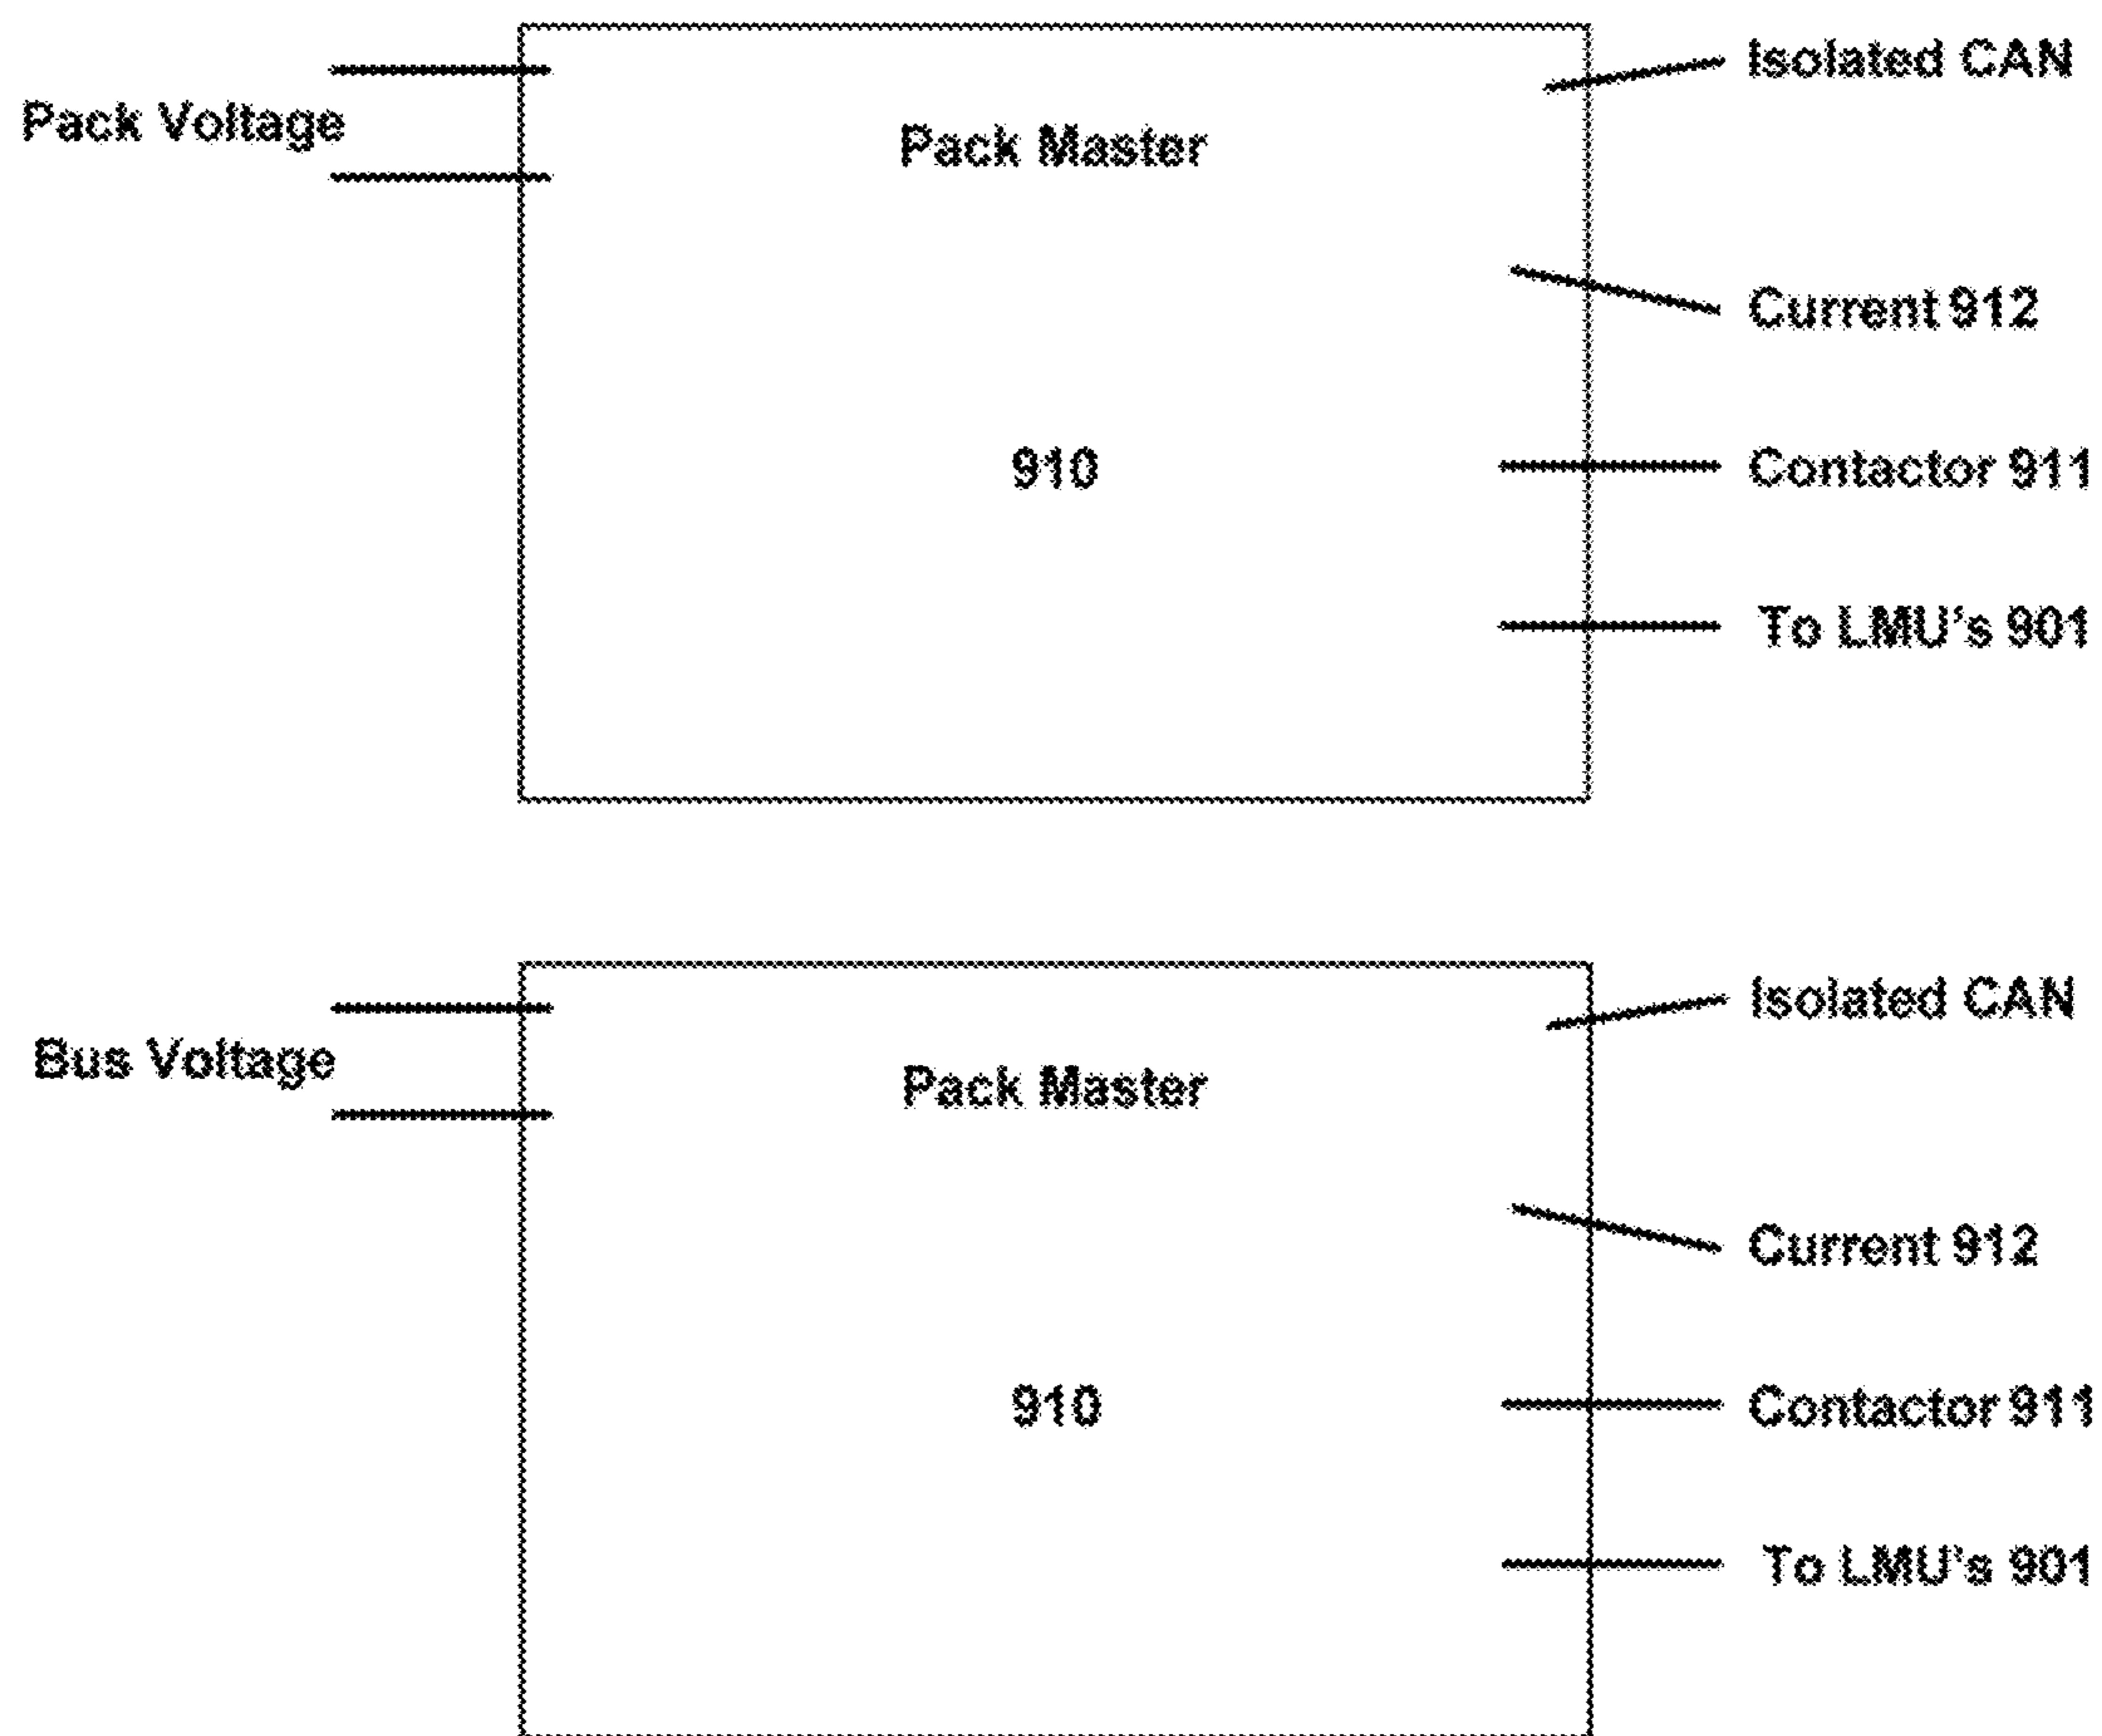 Isolated CAN
Pack Voltage
Pack Master
Current 912
910
Contactor 911
To LMU's 901
Isolated CAN
Bus Voltage
Pack Master
Current 912
910
Contactor 911
To LMU's 901